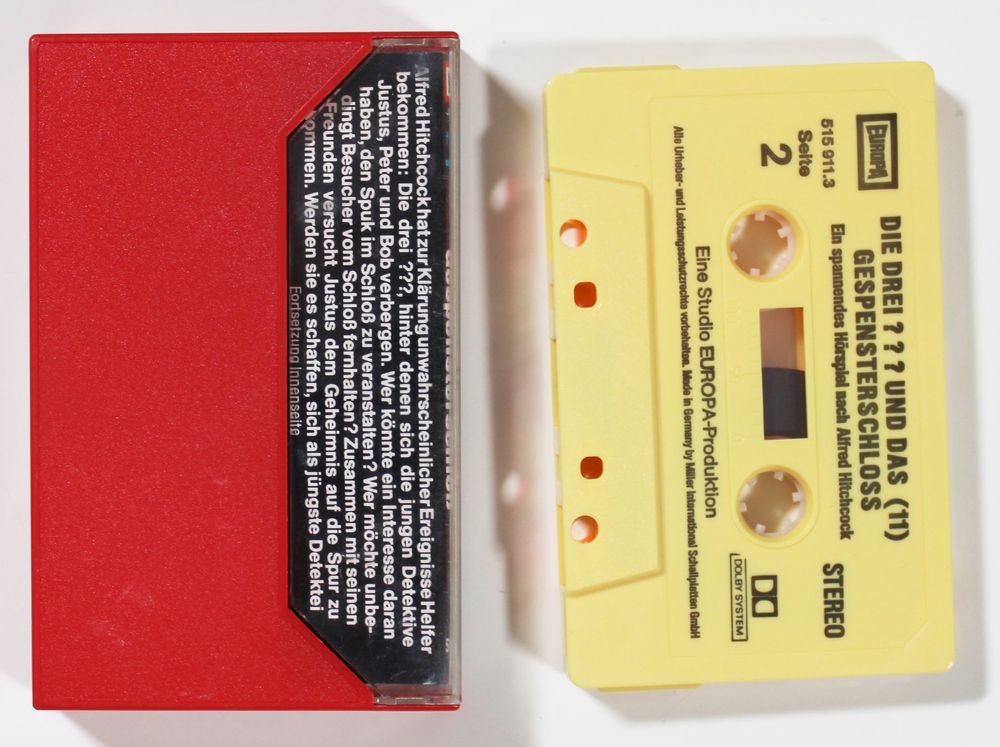 Alfred Hitchcock hat zur Klärung unwahrscheinlicher Ereignisse Helfer
bekommen: Die drei ???, hinter denen sich die jungen Detektive
Justus, Peter und Bob verbergen. Wer könnte ein Interesse daran
haben, den Spuk im Schloß zu veranstalten? Wer möchte unbe-
dingt Besucher vom Schloß fernhalten? Zusammen mit seinen
Freunden versucht Justus dem Geheimnis auf die Spur zu
kommen. Werden sie es schaffen, sich als jüngste Detektei
Fortsetzung Innenseite
EUROPA
515 911.3
Seite
2
DIE DREI ? ? ? UND DAS (11)
GESPENSTERSCHLOSS
Ein spannendes Hörspiel nach Alfred Hitchcock
STEREO
DOLBY SYSTEM
Eine Studio EUROPA-Produktion
Alle Urheber- und Leistungsschutzrechte vorbehalten. Made in Germany by Miller International Schallplatten GmbH